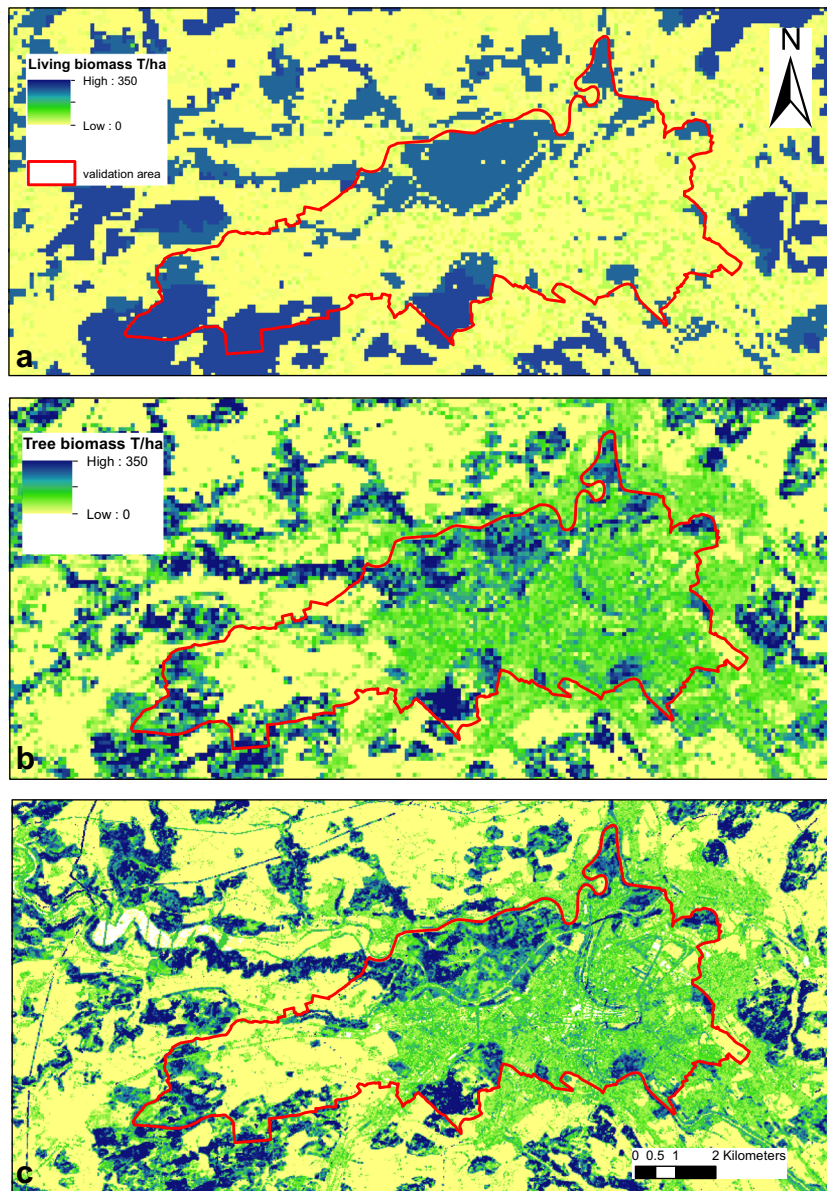 Living biomass T/ha
High : 350
Low : 0
validation area
N
a
Tree biomass T/ha
High : 350
Low : 0
b
c
0 0.5 1 2 Kilometers